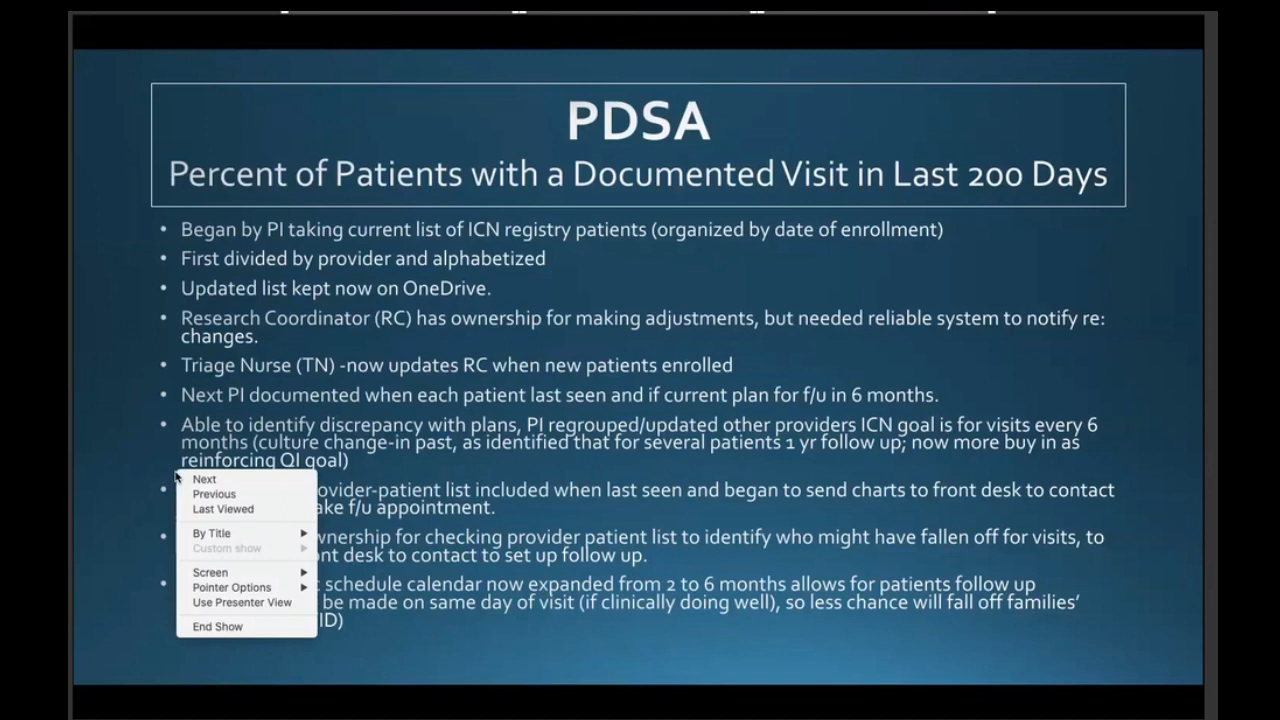 PDSA
Percent of Patients with a Documented Visit in Last 200 Days
• Began by PI taking current list of ICN registry patients (organized by date of enrollment)
• First divided by provider and alphabetized
• Updated list kept now on OneDrive.
• Research Coordinator (RC) has ownership for making adjustments, but needed reliable system to notify re:
changes.
• Triage Nurse (TN) -now updates RC when new patients enrolled
• Next PI documented when each patient last seen and if current plan for f/u in 6 months.
• Able to identify discrepancy with plans, PI regrouped/updated other providers ICN goal is for visits every 6
months (culture change-in past, as identified that for several patients 1 yr follow up; now more buy in as
reinforcing QI goal)
• list included when last seen and began to send charts to front desk to contact
f/u appointment.
• for checking provider patient list to identify who might have fallen off for visits, to
desk to contact to set up follow up.
• schedule calendar now expanded from 2 to 6 months allows for patients follow up
be made on same day of visit (if clinically doing well), so less chance will fall off families'
Next
Previous
Last Viewed
By Title
Custom show
Screen
Pointer Options
Use Presenter View
End Show